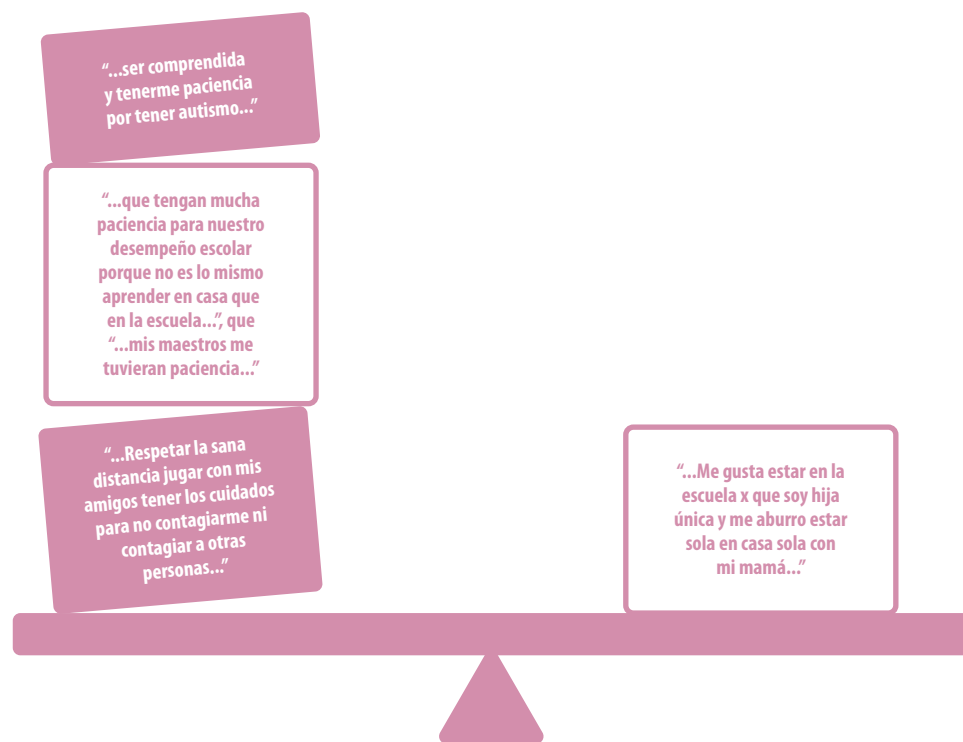 “...ser comprendida
y tenerme paciencia
por tener autismo...”
“...que tengan mucha
paciencia para nuestro
desempeño escolar
porque no es lo mismo
aprender en casa que
en la escuela...”, que
“...mis maestros me
tuvieran paciencia...”
“...Respetar la sana
distancia jugar con mis
amigos tener los cuidados
para no contagiarme ni
contagiar a otras
personas...”
“...Me gusta estar en la
escuela x que soy hija
única y me aburro estar
sola en casa sola con
mi mamá...”